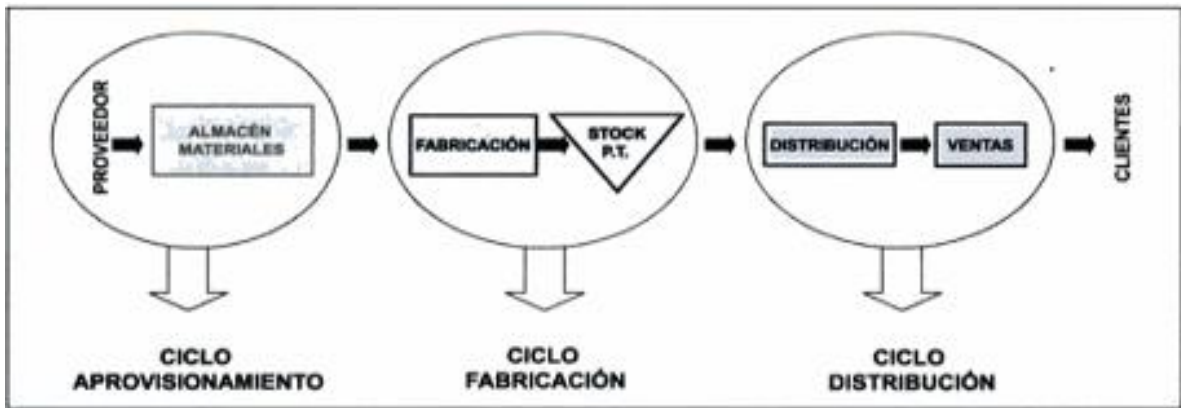 PROVEEDOR
ALMACÉN
MATERIALES
FABRICACIÓN
STOCK
P.T.
DISTRIBUCIÓN
VENTAS
CLIENTES
CICLO
APROVISIONAMIENTO
CICLO
FABRICACIÓN
CICLO
DISTRIBUCIÓN